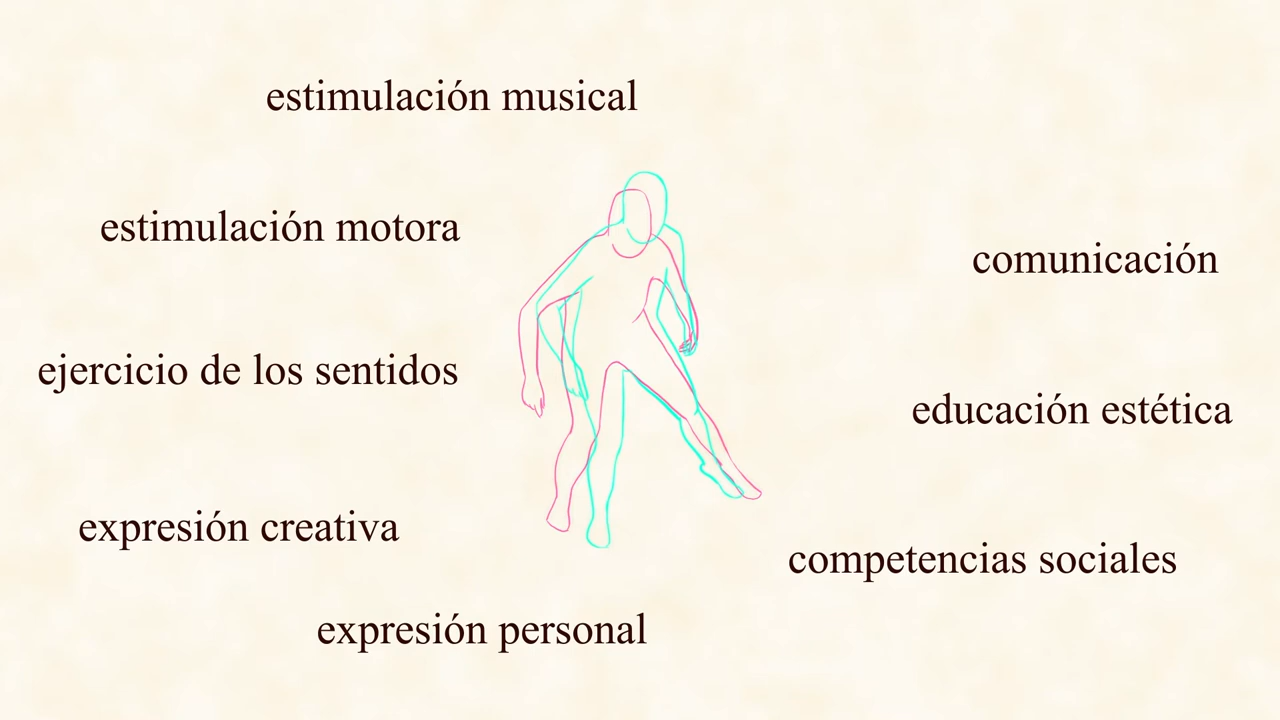 estimulación musical
estimulación motora
comunicación
ejercicio de los sentidos
educación estética
expresión creativa
competencias sociales
expresión personal